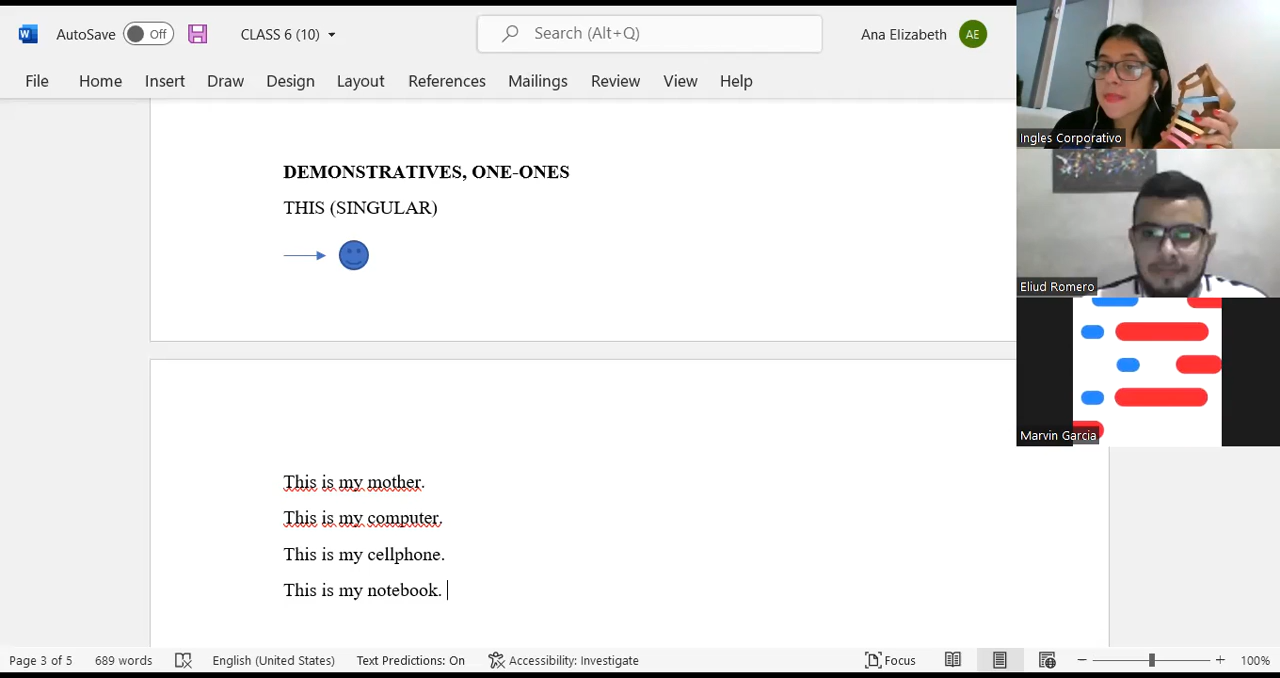 AutoSave Off CLASS 6 (10) Search (Alt+Q) Ana Elizabeth AE
File Home Insert Draw Design Layout References Mailings Review View Help
DEMONSTRATIVES, ONE-ONES
THIS (SINGULAR)
This is my mother.
This is my computer.
This is my cellphone.
This is my notebook.
Ingles Corporativo
Eliud Romero
Marvin Garcia
Page 3 of 5 689 words English (United States) Text Predictions: On Accessibility: Investigate Focus 100%